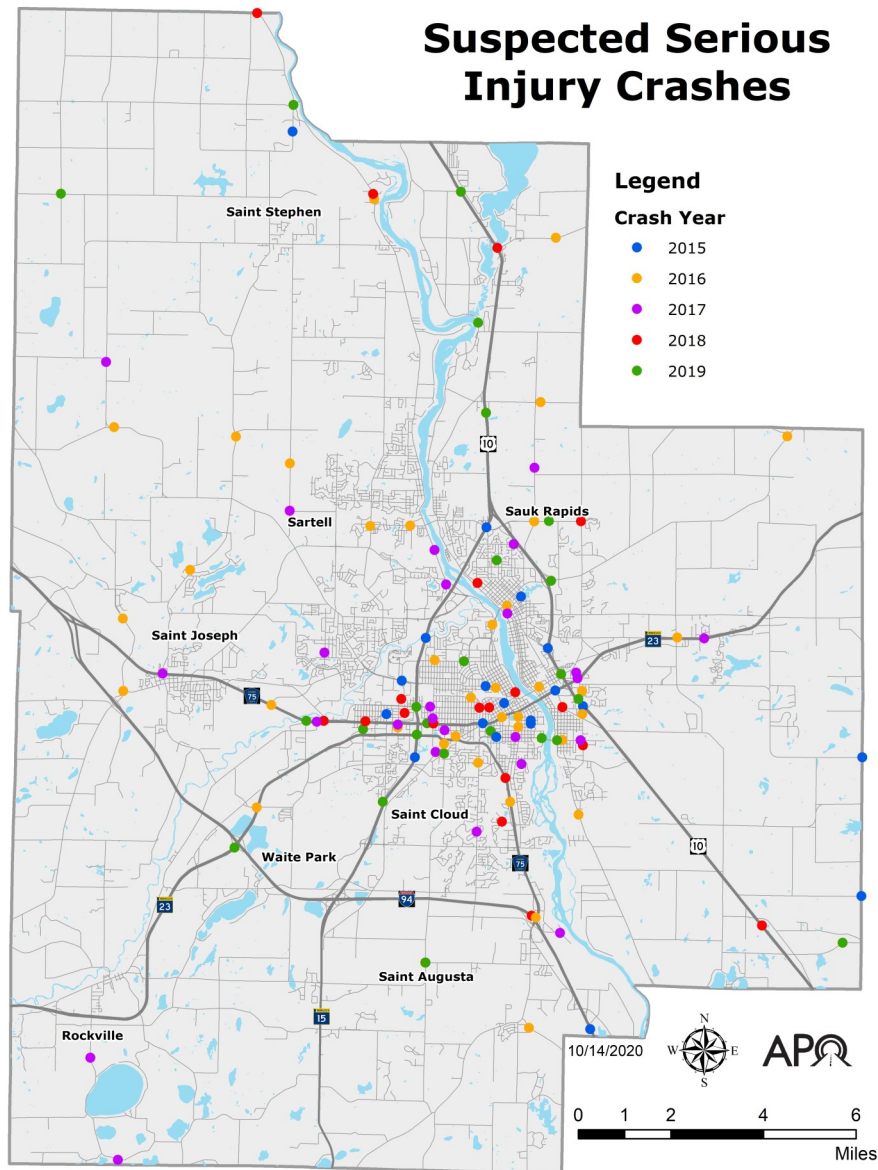 Suspected Serious
Injury Crashes
Legend
Crash Year
2015
2016
2017
2018
2019
Saint Stephen
10
Sauk Rapids
Sartell
Saint Joseph
23
75
Saint Cloud
Waite Park
75
10
94
23
Saint Augusta
15
Rockville
10/14/2020
N
W E
S
APO
0 1 2 4 6
Miles